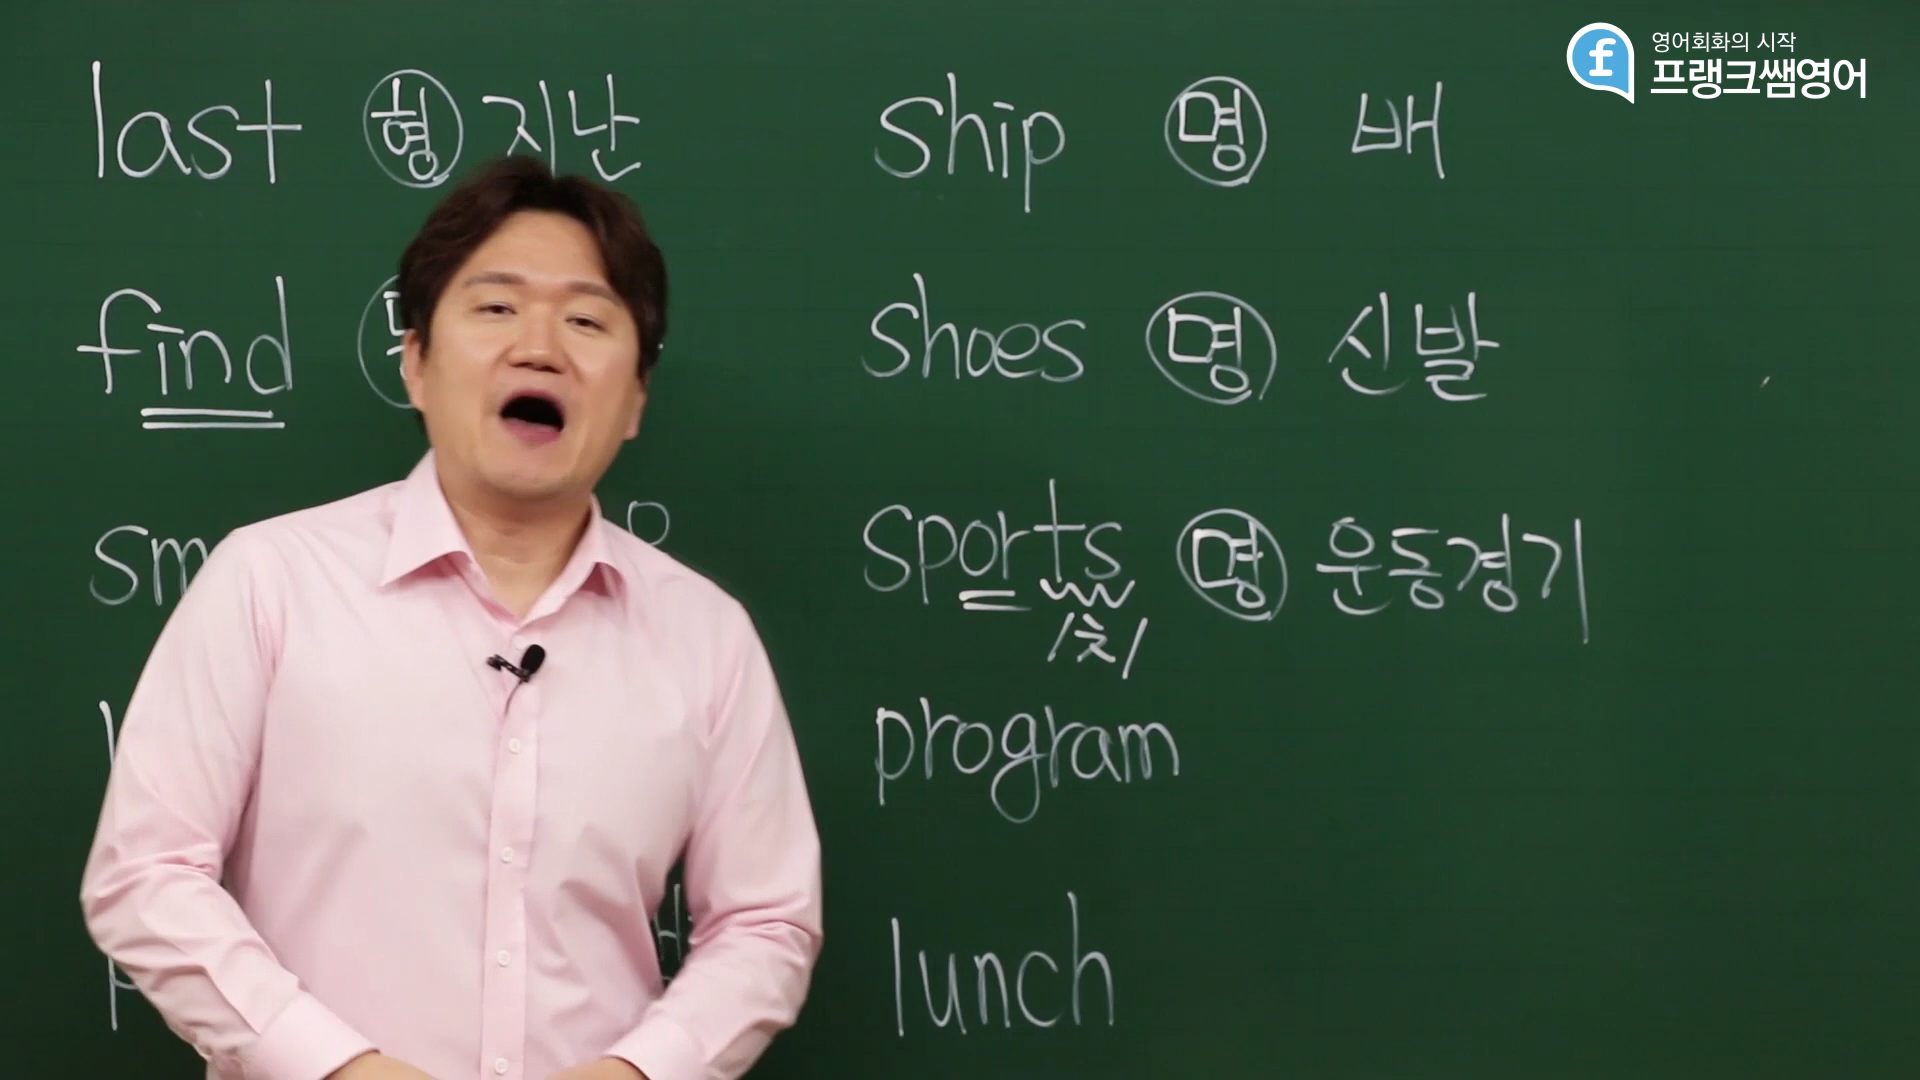 영어회화의 시작
프랭크쌤영어
last 형 지난
find
ship 명 배
shoes 명 신발
sports 명 운동경기
/츠/
program
lunch